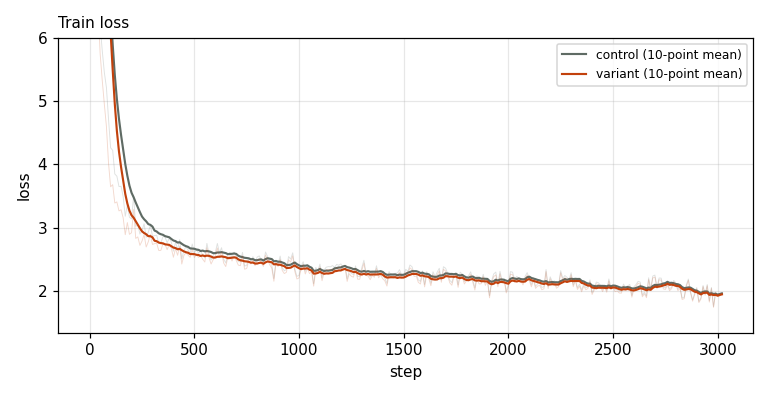 Train loss
6
control (10-point mean)
variant (10-point mean)
5
4
loss
3
2
0 500 1000 1500 2000 2500 3000
step